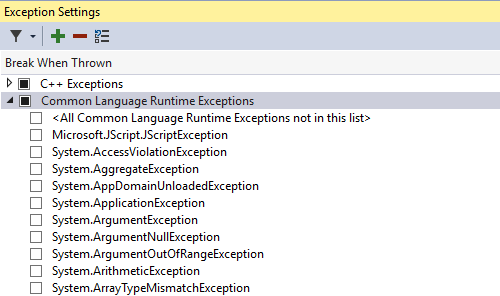 Exception Settings
Break When Thrown
C++ Exceptions
Common Language Runtime Exceptions
<All Common Language Runtime Exceptions not in this list>
Microsoft.JScript.JScriptException
System.AccessViolationException
System.AggregateException
System.AppDomainUnloadedException
System.ApplicationException
System.ArgumentException
System.ArgumentNullException
System.ArgumentOutOfRangeException
System.ArithmeticException
System.ArrayTypeMismatchException